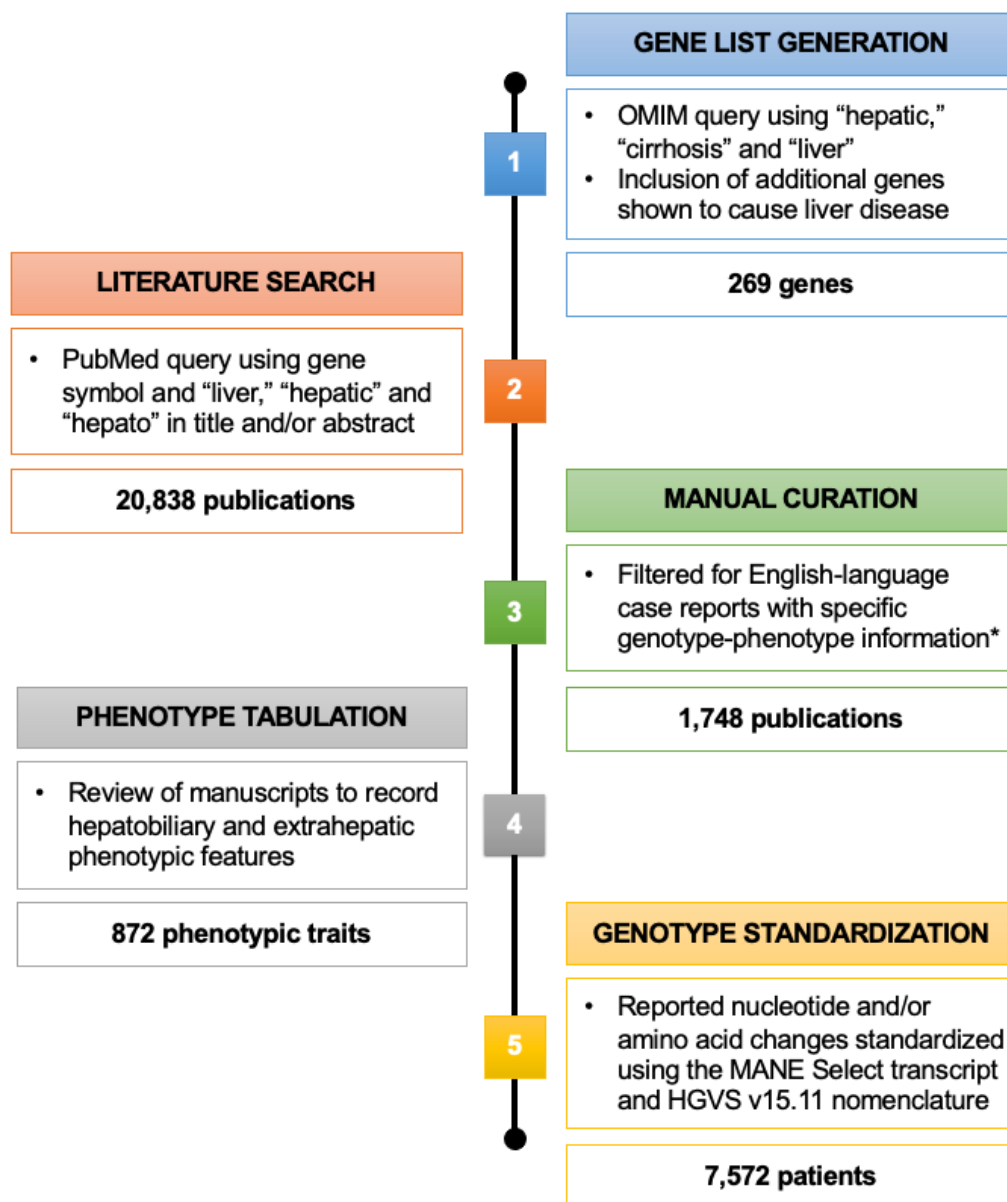 GENE LIST GENERATION
• OMIM query using “hepatic,”
“cirrhosis” and “liver”
• Inclusion of additional genes
shown to cause liver disease
269 genes
1
LITERATURE SEARCH
• PubMed query using gene
symbol and “liver,” “hepatic” and
“hepato” in title and/or abstract
20,838 publications
2
MANUAL CURATION
• Filtered for English-language
case reports with specific
genotype-phenotype information*
1,748 publications
3
PHENOTYPE TABULATION
• Review of manuscripts to record
hepatobiliary and extrahepatic
phenotypic features
872 phenotypic traits
4
GENOTYPE STANDARDIZATION
• Reported nucleotide and/or
amino acid changes standardized
using the MANE Select transcript
and HGVS v15.11 nomenclature
7,572 patients
5